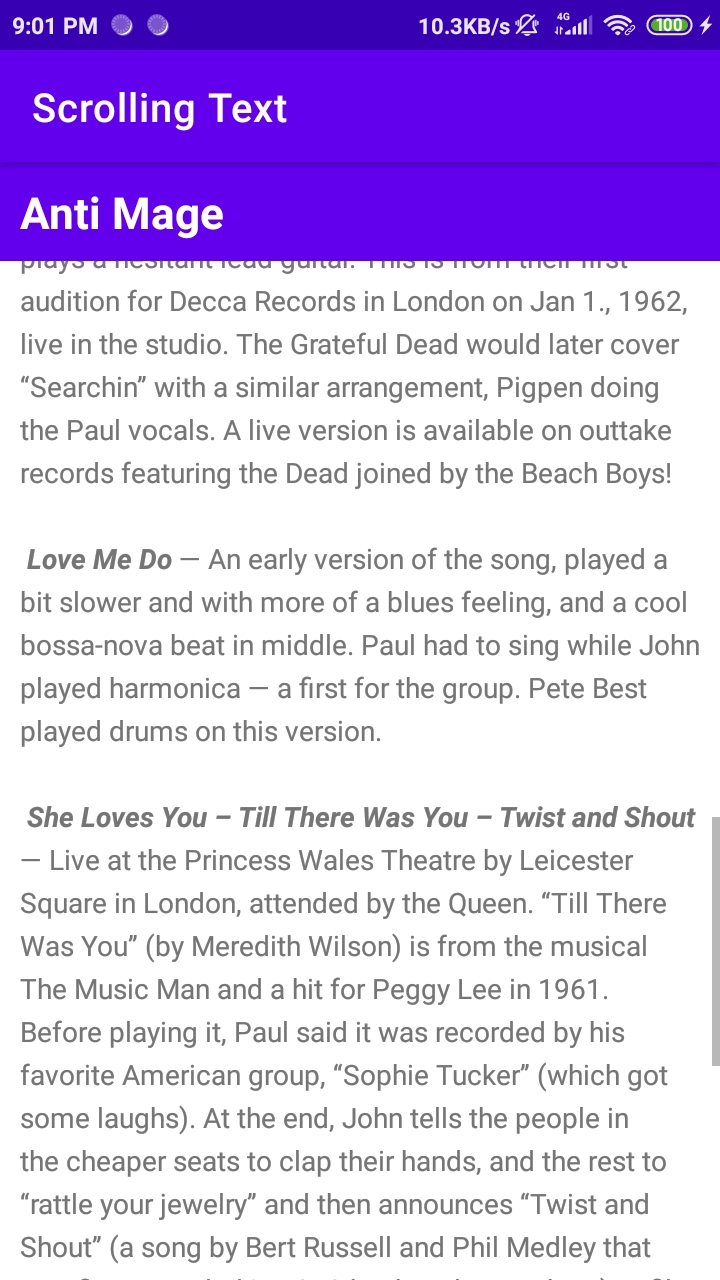 9:01 PM 10.3KB/s 4G 100
Scrolling Text
Anti Mage
plays a hesitant lead guitar. This is from their first
audition for Decca Records in London on Jan 1., 1962,
live in the studio. The Grateful Dead would later cover
“Searchin” with a similar arrangement, Pigpen doing
the Paul vocals. A live version is available on outtake
records featuring the Dead joined by the Beach Boys!
Love Me Do — An early version of the song, played a
bit slower and with more of a blues feeling, and a cool
bossa-nova beat in middle. Paul had to sing while John
played harmonica — a first for the group. Pete Best
played drums on this version.
She Loves You – Till There Was You – Twist and Shout
— Live at the Princess Wales Theatre by Leicester
Square in London, attended by the Queen. “Till There
Was You” (by Meredith Wilson) is from the musical
The Music Man and a hit for Peggy Lee in 1961.
Before playing it, Paul said it was recorded by his
favorite American group, “Sophie Tucker” (which got
some laughs). At the end, John tells the people in
the cheaper seats to clap their hands, and the rest to
“rattle your jewelry” and then announces “Twist and
Shout” (a song by Bert Russell and Phil Medley that